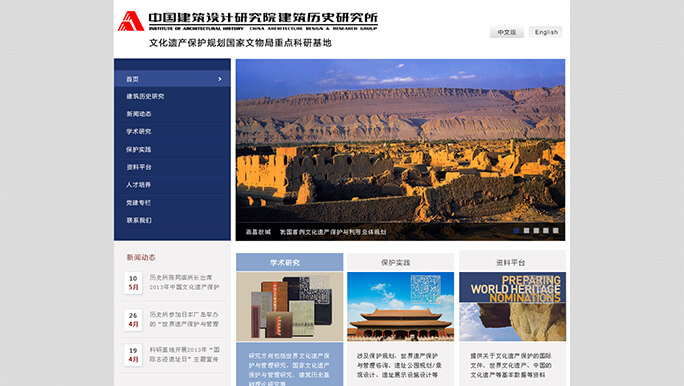 中国建筑设计研究院建筑历史研究所
INSTITUTE OF ARCHITECTURAL HISTORY CHINA ARCHITECTURE DESIGN & RESEARCH GROUP
文化遗产保护规划国家文物局重点科研基地
中文版
English
首页
建筑历史研究
新闻动态
学术研究
保护实践
资料平台
人才培养
党建专栏
联系我们
高昌故城 我国首例文化遗产保护与利用总体规划
新闻动态
10
5月
历史所陈同滨所长出席
2013年中国文化遗产保护
26
4月
历史所参加日本广岛举办
的“世界遗产保护与管理
19
4月
科研基地开展2013年“国
际古迹遗址日”主题宣传
学术研究
研究方向包括世界文化遗产保
护与管理研究、国家文化遗产
保护与管理研究、建筑历史基
础理论研究等
保护实践
涉及保护规划、世界遗产保护
与管理咨询、遗址公园规划/景
观设计、遗址展示设施设计等
资料平台
PREPARING
WORLD HERITAGE
NOMINATIONS
提供关于文化遗产保护的国际
文件、世界文化遗产、中国的
文化遗产等基本数据等资料